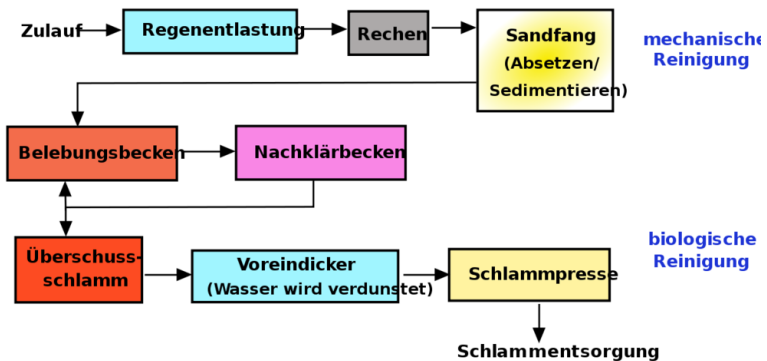 Zulauf
Regenentlastung
Rechen
Sandfang
(Absetzen/
Sedimentieren)
mechanische
Reinigung
Belebungsbecken
Nachklärbecken
Überschuss-
schlamm
Voreindicker
(Wasser wird verdunstet)
Schlammpresse
biologische
Reinigung
Schlammentsorgung